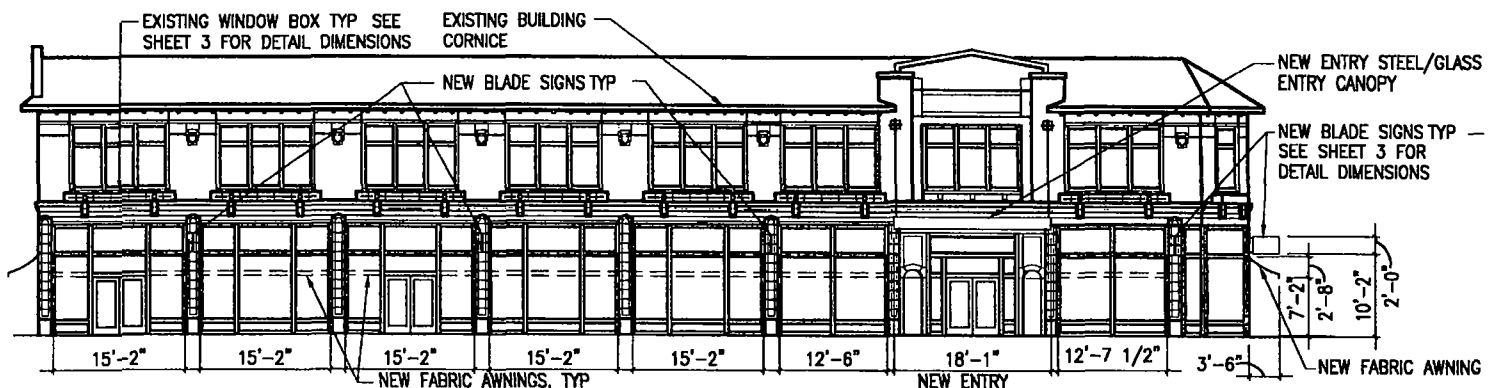 EXISTING WINDOW BOX TYP SEE
SHEET 3 FOR DETAIL DIMENSIONS
EXISTING BUILDING
CORNICE
NEW BLADE SIGNS TYP
NEW ENTRY STEEL/GLASS
ENTRY CANOPY
NEW BLADE SIGNS TYP
SEE SHEET 3 FOR
DETAIL DIMENSIONS
7'-2"
2'-8"
10'-2"
2'-0"
15'-2"
15'-2"
15'-2"
15'-2"
15'-2"
12'-6"
18'-1"
12'-7 1/2"
3'-6"
NEW FABRIC AWNINGS, TYP
NEW ENTRY
NEW FABRIC AWNING